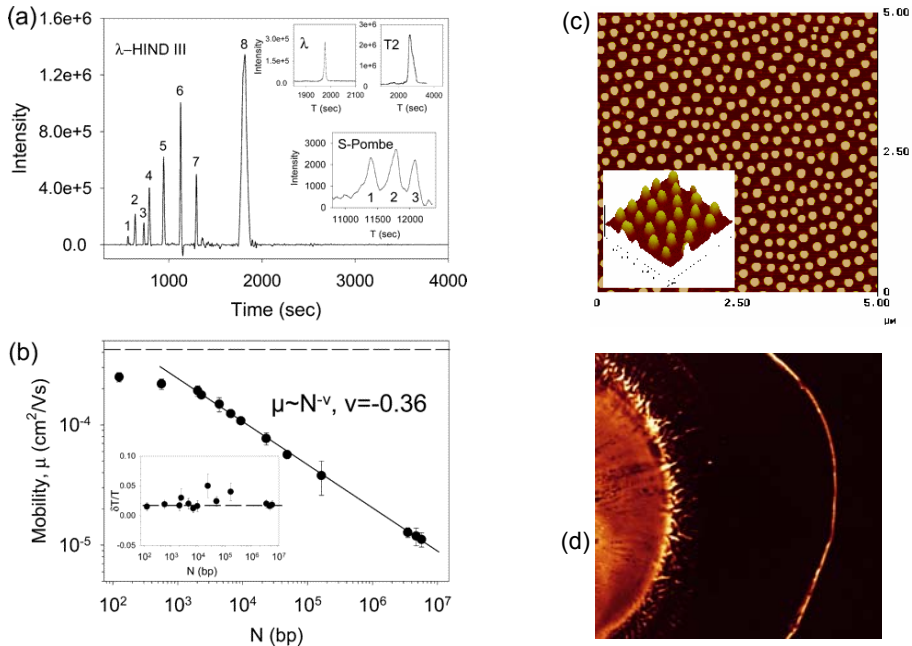 (a)
Intensity
1.6e+6
1.2e+6
8.0e+5
4.0e+5
0.0
λ–HIND III
1
2
3
4
5
6
7
8
1000
2000
3000
4000
Time (sec)
Intensity
3.0e+5
1.5e+5
0.0
λ
1900
2000
2100
T (sec)
3e+6
2e+6
1e+6
0
T2
2000
4000
T (sec)
Intensity
3000
2000
1000
0
S-Pombe
1 2 3
11000
11500
12000
T (sec)
(b)
Mobility, μ (cm²/Vs)
10⁻⁴
10⁻⁵
μ~N⁻ᵛ, ν=-0.36
δT/T
0.10
0.05
0.00
-0.05
10² 10³ 10⁴ 10⁵ 10⁶ 10⁷
N (bp)
10² 10³ 10⁴ 10⁵ 10⁶ 10⁷
N (bp)
(c)
5.00
2.50
0
0
2.50
5.00
μM
(d)